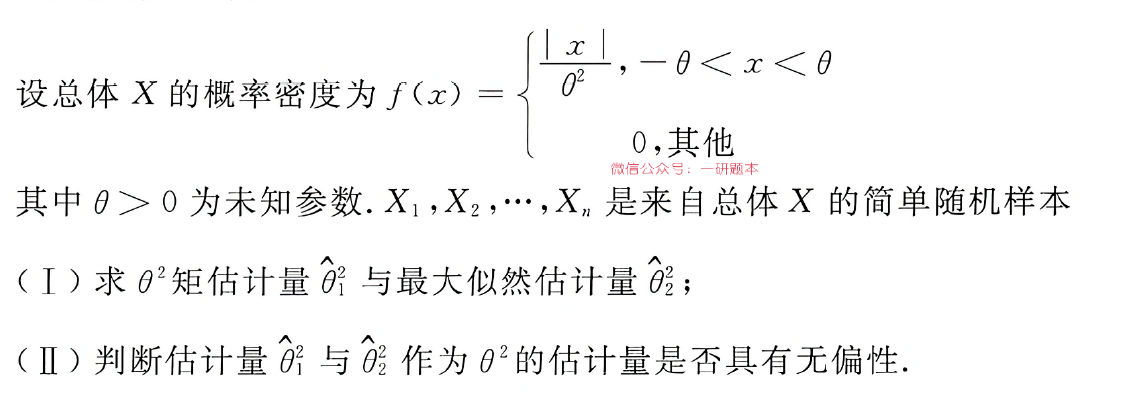 设总体 X 的概率密度为 f(x) = { |x|/θ², -θ < x < θ
0,其他
微信公众号：一研题本
其中 θ > 0 为未知参数. X₁,X₂,…,Xₙ 是来自总体 X 的简单随机样本
(Ⅰ)求 θ² 矩估计量 θ̂₁² 与最大似然估计量 θ̂₂²;
(Ⅱ)判断估计量 θ̂₁² 与 θ̂₂² 作为 θ² 的估计量是否具有无偏性.